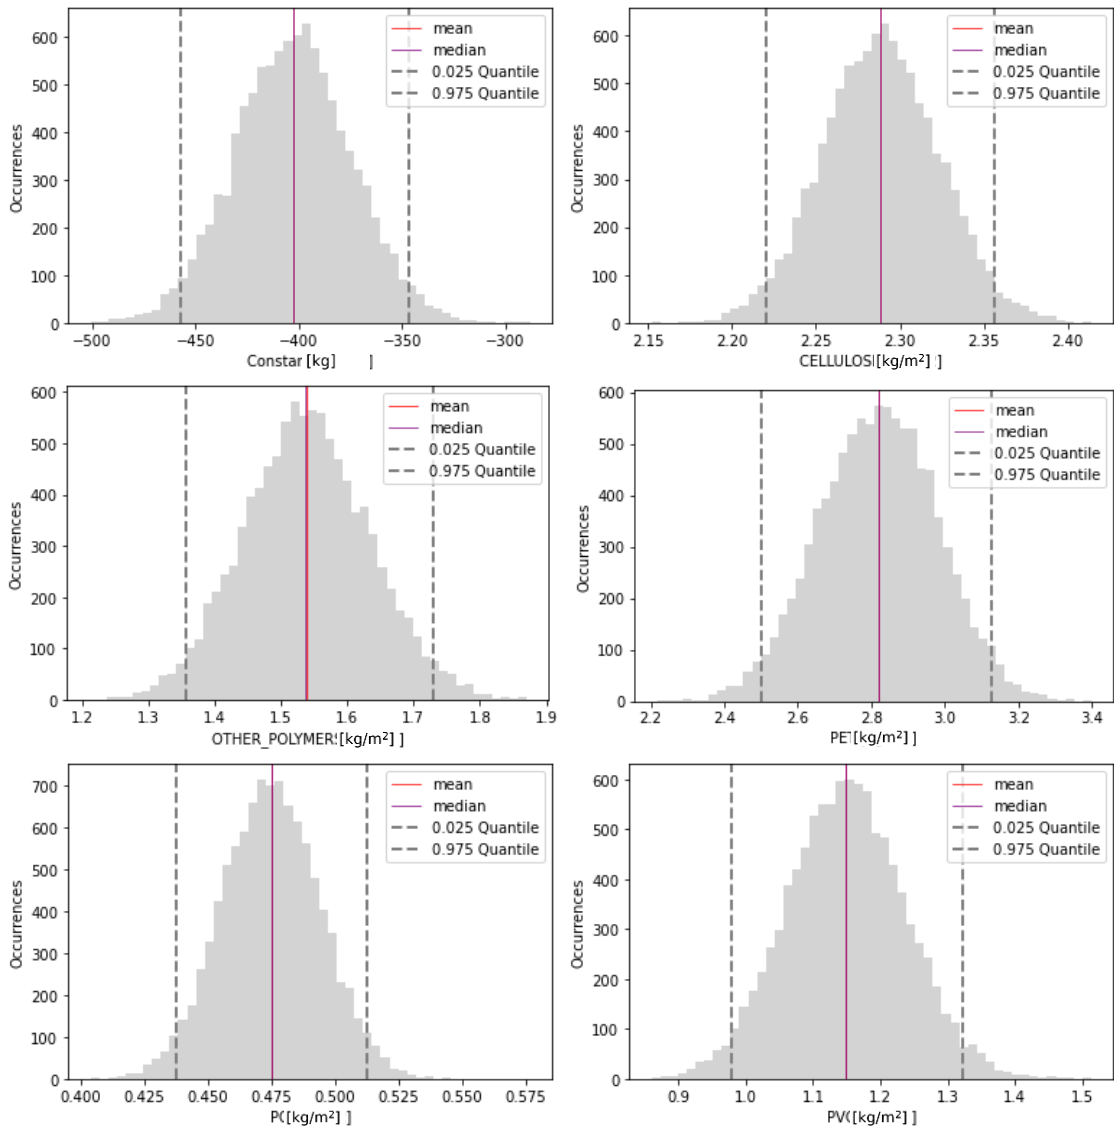 mean
median
0.025 Quantile
0.975 Quantile
Occurrences
600
500
400
300
200
100
0
−500
−450
−400
−350
−300
[kg] ]
mean
median
0.025 Quantile
0.975 Quantile
Occurrences
600
500
400
300
200
100
0
2.15
2.20
2.25
2.30
2.35
2.40
[kg/m²] ]
mean
median
0.025 Quantile
0.975 Quantile
Occurrences
600
500
400
300
200
100
0
1.2
1.3
1.4
1.5
1.6
1.7
1.8
1.9
[kg/m²] ]
mean
median
0.025 Quantile
0.975 Quantile
Occurrences
600
500
400
300
200
100
0
2.2
2.4
2.6
2.8
3.0
3.2
3.4
[kg/m²] ]
mean
median
0.025 Quantile
0.975 Quantile
Occurrences
700
600
500
400
300
200
100
0
0.400
0.425
0.450
0.475
0.500
0.525
0.550
0.575
[kg/m²] ]
mean
median
0.025 Quantile
0.975 Quantile
Occurrences
600
500
400
300
200
100
0
0.9
1.0
1.1
1.2
1.3
1.4
1.5
[kg/m²] ]